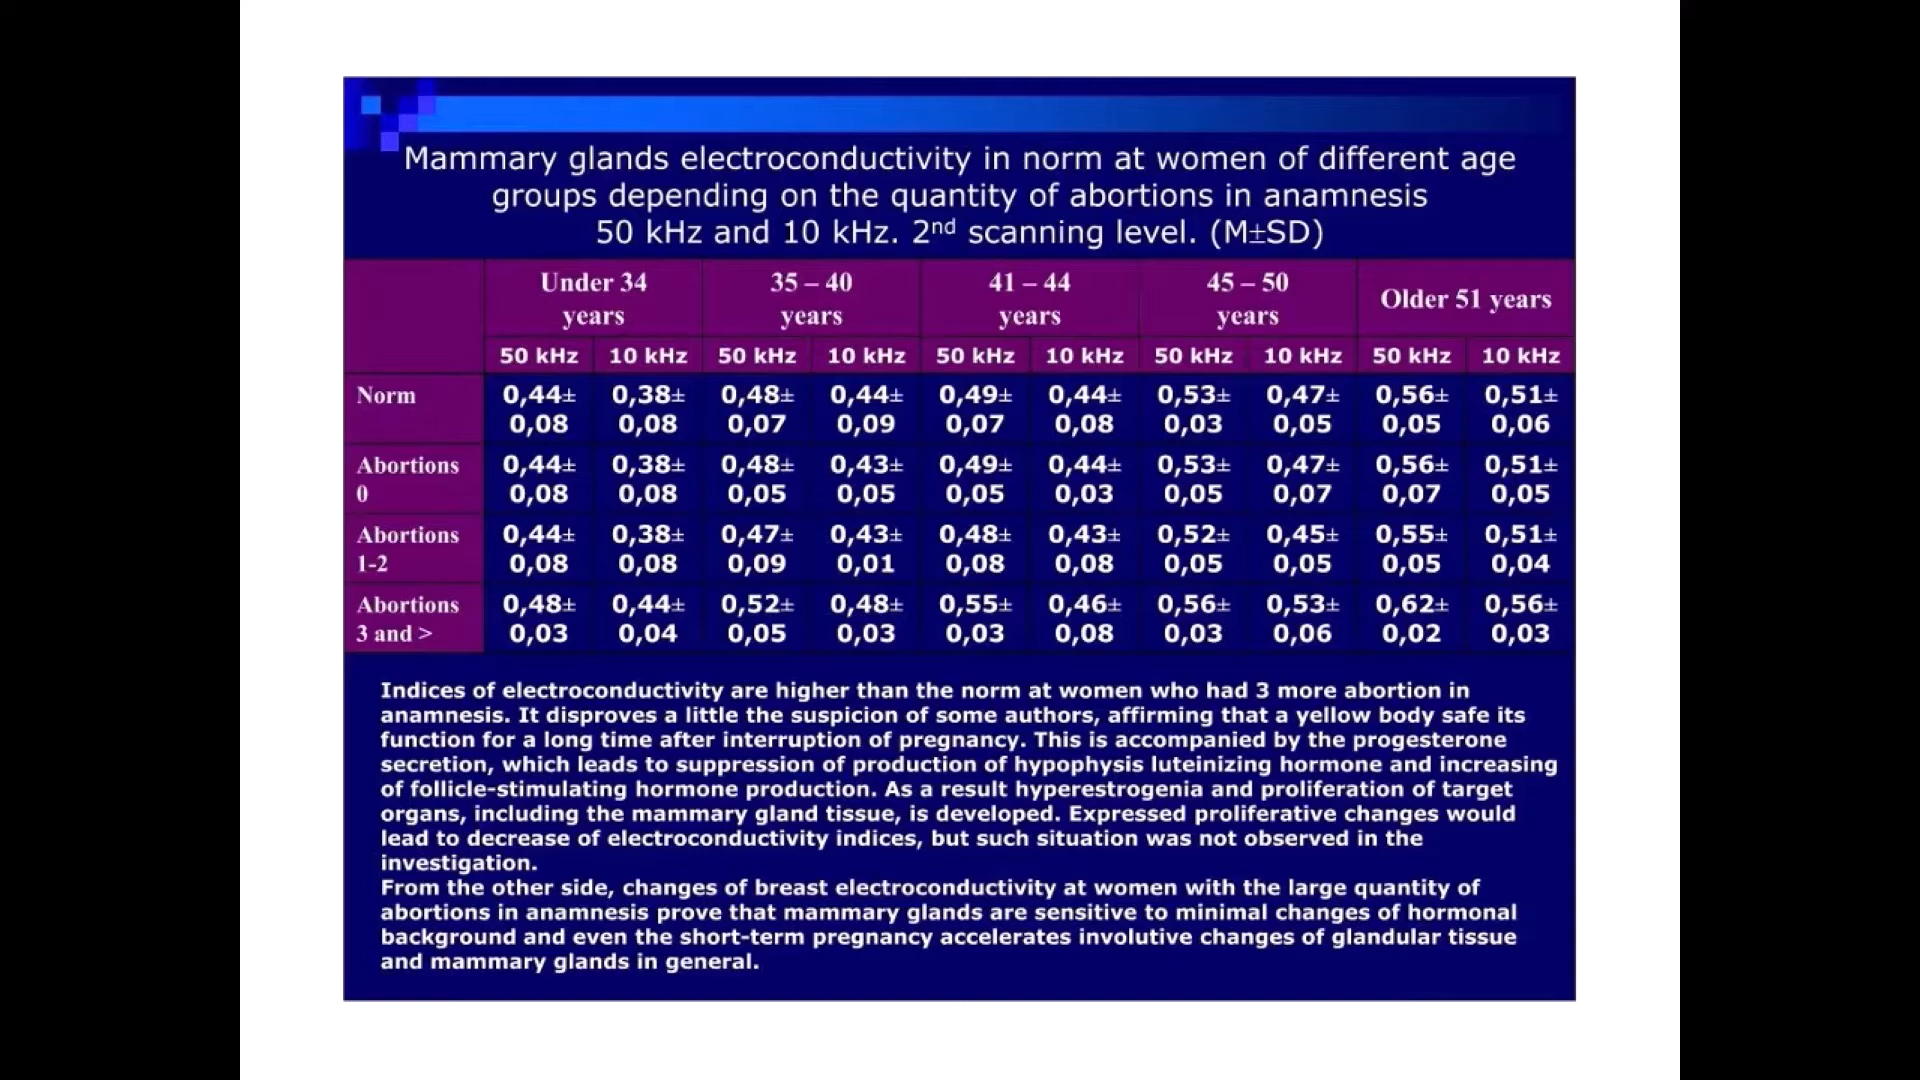 Mammary glands electroconductivity in norm at women of different age
groups depending on the quantity of abortions in anamnesis
50 kHz and 10 kHz. 2nd scanning level. (M±SD)
Under 34 years 35 – 40 years 41 – 44 years 45 – 50 years Older 51 years
50 kHz 10 kHz 50 kHz 10 kHz 50 kHz 10 kHz 50 kHz 10 kHz 50 kHz 10 kHz
Norm 0,44±0,08 0,38±0,08 0,48±0,07 0,44±0,09 0,49±0,07 0,44±0,08 0,53±0,03 0,47±0,05 0,56±0,05 0,51±0,06
Abortions 0 0,44±0,08 0,38±0,08 0,48±0,05 0,43±0,05 0,49±0,05 0,44±0,03 0,53±0,05 0,47±0,07 0,56±0,07 0,51±0,05
Abortions 1-2 0,44±0,08 0,38±0,08 0,47±0,09 0,43±0,01 0,48±0,08 0,43±0,08 0,52±0,05 0,45±0,05 0,55±0,05 0,51±0,04
Abortions 3 and > 0,48±0,03 0,44±0,04 0,52±0,05 0,48±0,03 0,55±0,03 0,46±0,08 0,56±0,03 0,53±0,06 0,62±0,02 0,56±0,03
Indices of electroconductivity are higher than the norm at women who had 3 more abortion in
anamnesis. It disproves a little the suspicion of some authors, affirming that a yellow body safe its
function for a long time after interruption of pregnancy. This is accompanied by the progesterone
secretion, which leads to suppression of production of hypophysis luteinizing hormone and increasing
of follicle-stimulating hormone production. As a result hyperestrogenia and proliferation of target
organs, including the mammary gland tissue, is developed. Expressed proliferative changes would
lead to decrease of electroconductivity indices, but such situation was not observed in the
investigation.
From the other side, changes of breast electroconductivity at women with the large quantity of
abortions in anamnesis prove that mammary glands are sensitive to minimal changes of hormonal
background and even the short-term pregnancy accelerates involutive changes of glandular tissue
and mammary glands in general.